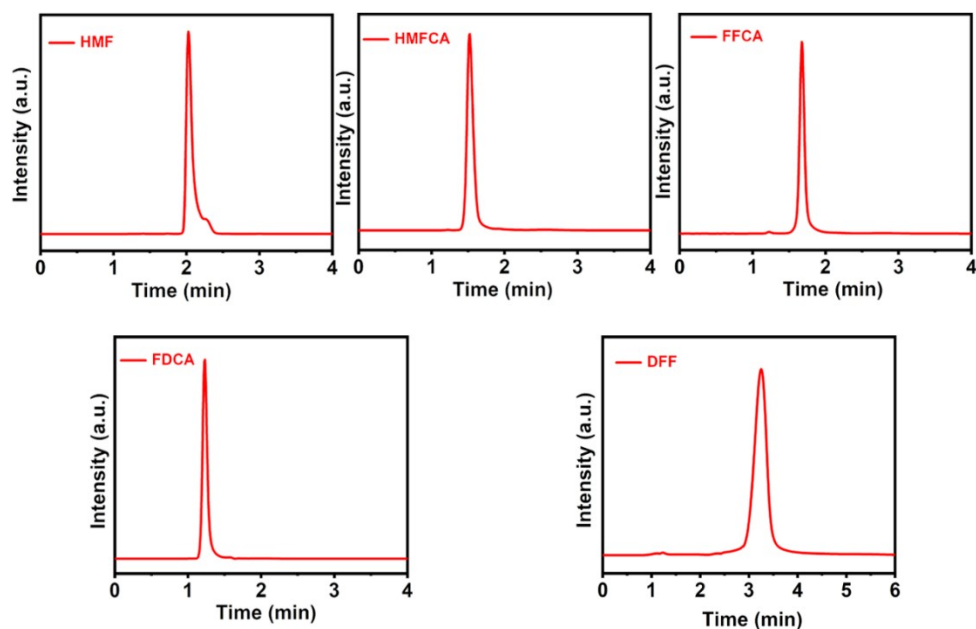 HMF
Intensity (a.u.)
0 1 2 3 4
Time (min)
HMFCA
Intensity (a.u.)
0 1 2 3 4
Time (min)
FFCA
Intensity (a.u.)
0 1 2 3 4
Time (min)
FDCA
Intensity (a.u.)
0 1 2 3 4
Time (min)
DFF
Intensity (a.u.)
0 1 2 3 4 5 6
Time (min)